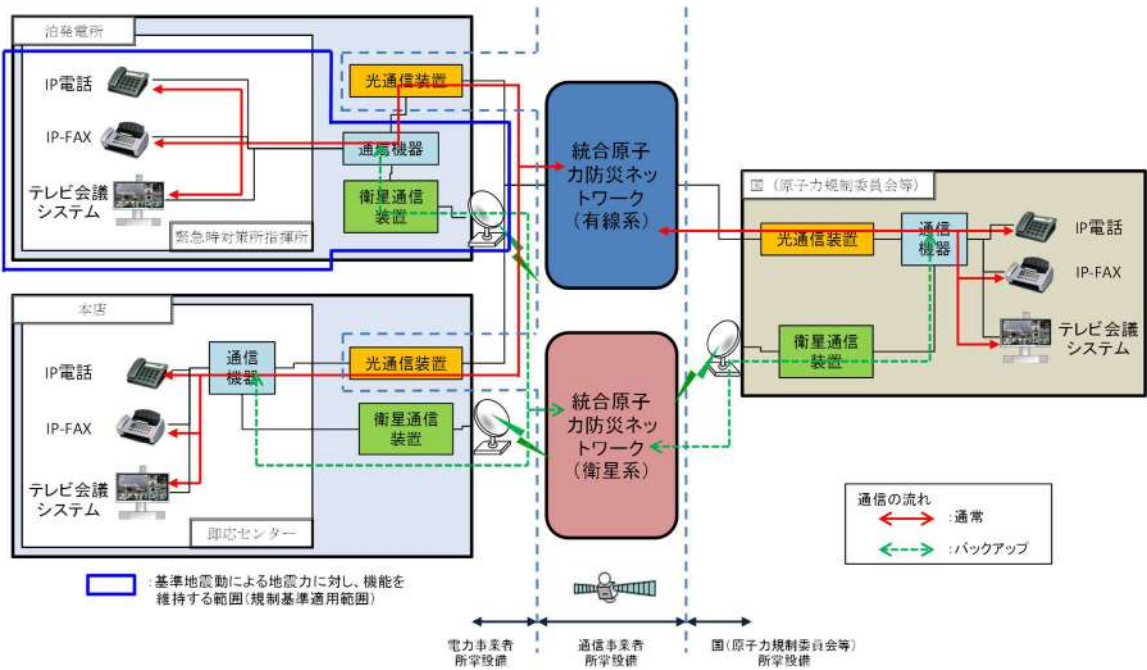 泊発電所
IP電話
IP-FAX
テレビ会議
システム
緊急時対策所指揮所
光通信装置
通信機器
衛星通信
装置
本店
IP電話
IP-FAX
テレビ会議
システム
即応センター
通信
機器
光通信装置
衛星通信
装置
統合原子
力防災ネッ
トワーク
(有線系)
統合原子
力防災ネッ
トワーク
(衛星系)
国(原子力規制委員会等)
光通信装置
通信
機器
衛星通信
装置
IP電話
IP-FAX
テレビ会議
システム
通信の流れ
:通常
:バックアップ
:基準地震動による地震力に対し、機能を
維持する範囲(規制基準適用範囲)
電力事業者
所掌設備
通信事業者
所掌設備
国(原子力規制委員会等)
所掌設備